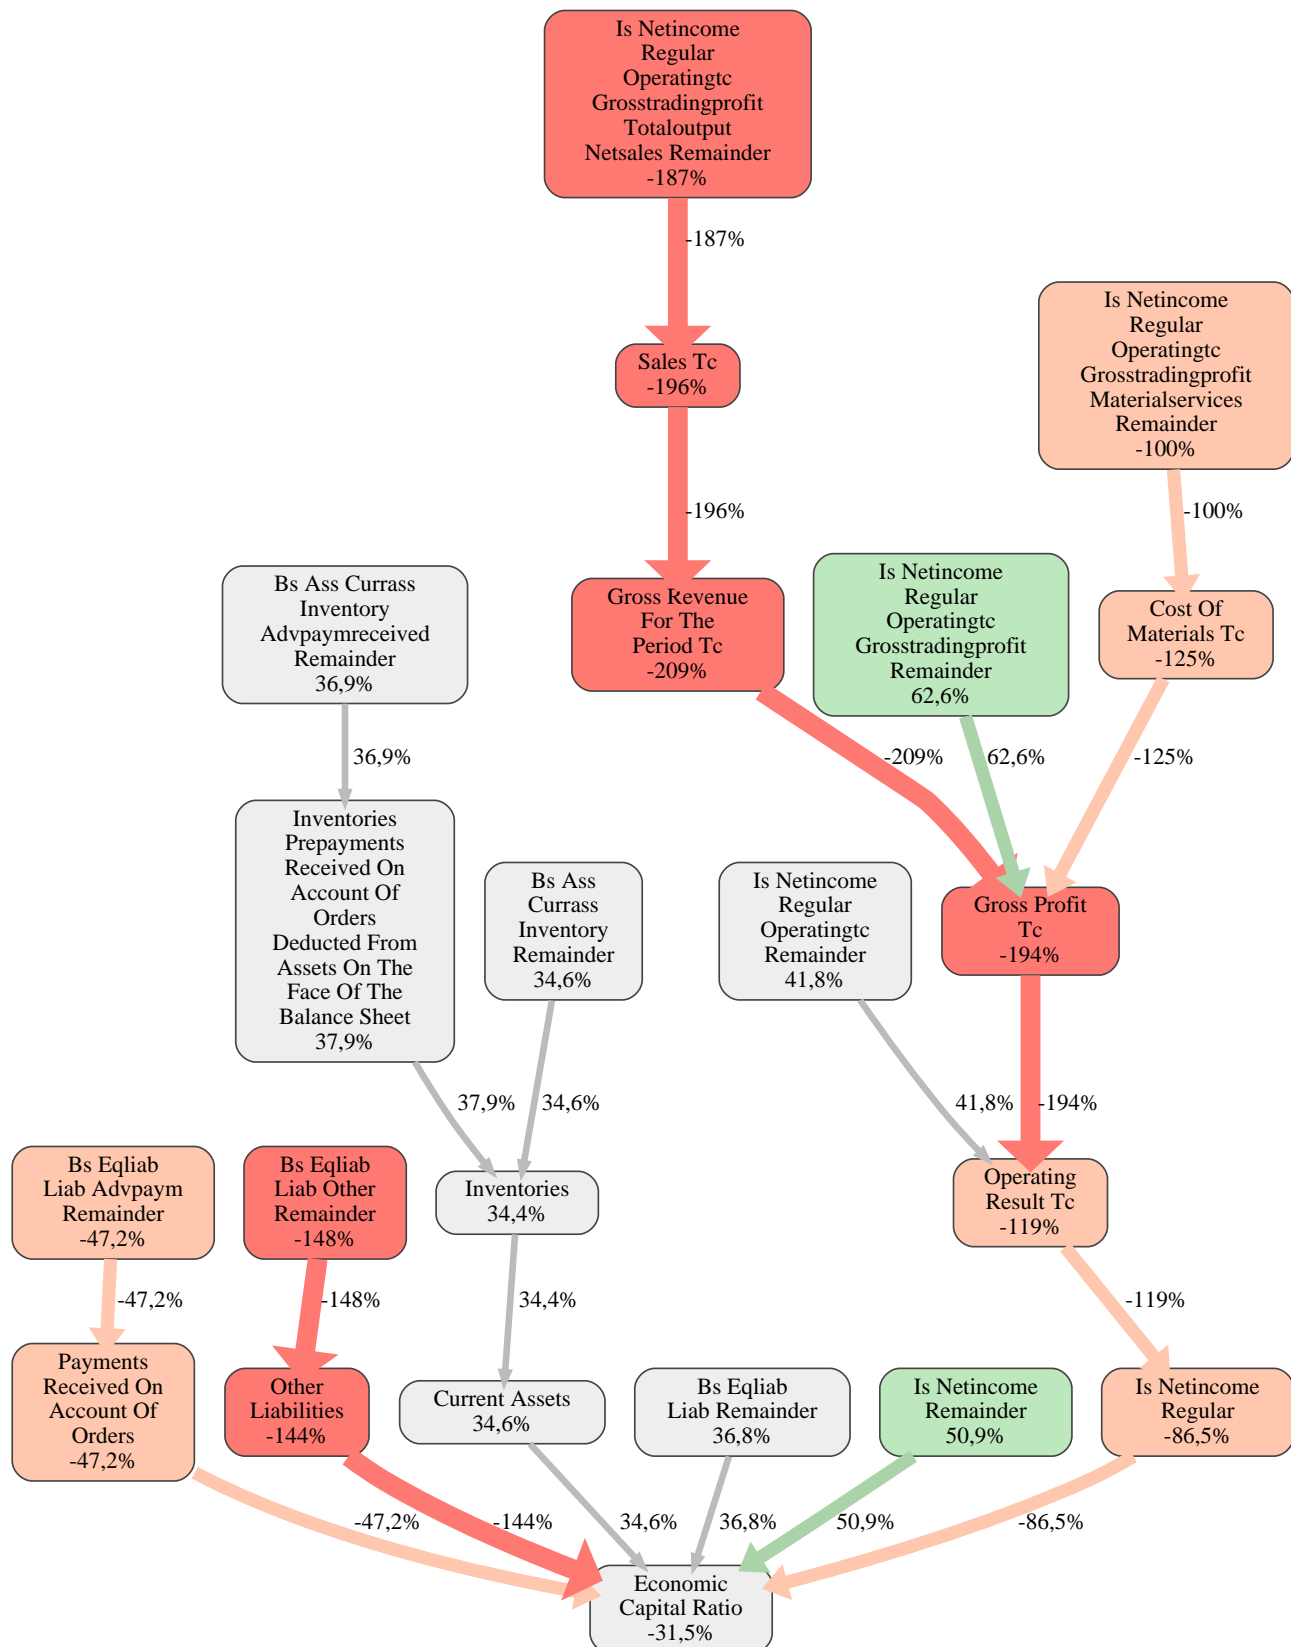 Is Netincome
Regular
Operatingtc
Grosstradingprofit
Totaloutput
Netsales Remainder
-187%
-187%
Is Netincome
Regular
Operatingtc
Grosstradingprofit
Materialservices
Remainder
-100%
Sales Tc
-196%
-196%
-100%
Bs Ass Currass
Inventory
Advpaymreceived
Remainder
36,9%
Gross Revenue
For The
Period Tc
-209%
Is Netincome
Regular
Operatingtc
Grosstradingprofit
Remainder
62,6%
Cost Of
Materials Tc
-125%
36,9%
-209%
62,6%
-125%
Inventories
Prepayments
Received On
Account Of
Orders
Deducted From
Assets On The
Face Of The
Balance Sheet
37,9%
Bs Ass
Currass
Inventory
Remainder
34,6%
Is Netincome
Regular
Operatingtc
Remainder
41,8%
Gross Profit
Tc
-194%
37,9%
34,6%
41,8%
-194%
Bs Eqliab
Liab Advpaym
Remainder
-47,2%
Bs Eqliab
Liab Other
Remainder
-148%
Inventories
34,4%
Operating
Result Tc
-119%
-47,2%
-148%
34,4%
-119%
Payments
Received On
Account Of
Orders
-47,2%
Other
Liabilities
-144%
Current Assets
34,6%
Bs Eqliab
Liab Remainder
36,8%
Is Netincome
Remainder
50,9%
Is Netincome
Regular
-86,5%
-47,2%
-144%
34,6%
36,8%
50,9%
-86,5%
Economic
Capital Ratio
-31,5%